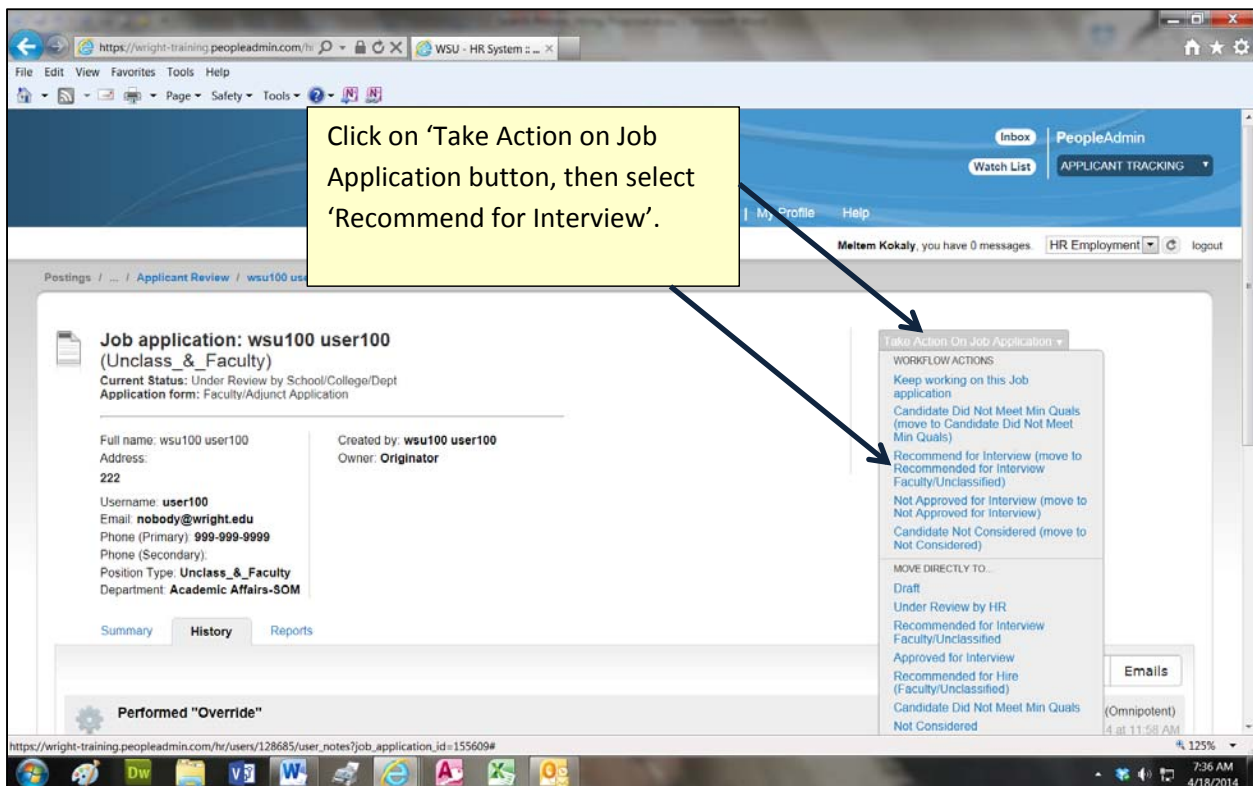 https://wright-training.peopleadmin.com/h
WSU - HR System :: ...
File Edit View Favorites Tools Help
Page Safety Tools
Click on ‘Take Action on Job
Application button, then select
‘Recommend for Interview’.
Inbox
PeopleAdmin
Watch List
APPLICANT TRACKING
| My Profile Help
Meltem Kokaly, you have 0 messages. HR Employment logout
Postings / ... / Applicant Review / wsu100
Job application: wsu100 user100
(Unclass_&_Faculty)
Current Status: Under Review by School/College/Dept
Application form: Faculty/Adjunct Application
Full name: wsu100 user100
Address:
222
Username: user100
Email: nobody@wright.edu
Phone (Primary): 999-999-9999
Phone (Secondary):
Position Type: Unclass_&_Faculty
Department: Academic Affairs-SOM
Created by: wsu100 user100
Owner: Originator
Take Action On Job Application
WORKFLOW ACTIONS
Keep working on this Job
application
Candidate Did Not Meet Min Quals
(move to Candidate Did Not Meet
Min Quals)
Recommend for Interview (move to
Recommended for Interview
Faculty/Unclassified)
Not Approved for Interview (move to
Not Approved for Interview)
Candidate Not Considered (move to
Not Considered)
MOVE DIRECTLY TO...
Draft
Under Review by HR
Recommended for Interview
Faculty/Unclassified
Approved for Interview
Recommended for Hire
(Faculty/Unclassified)
Candidate Did Not Meet Min Quals
Not Considered
Summary History Reports
Emails
Performed "Override"
(Omnipotent)
4 at 11:58 AM
https://wright-training.peopleadmin.com/hr/users/128685/user_notes?job_application_id=155609#
125%
Dw
7:36 AM
4/18/2014